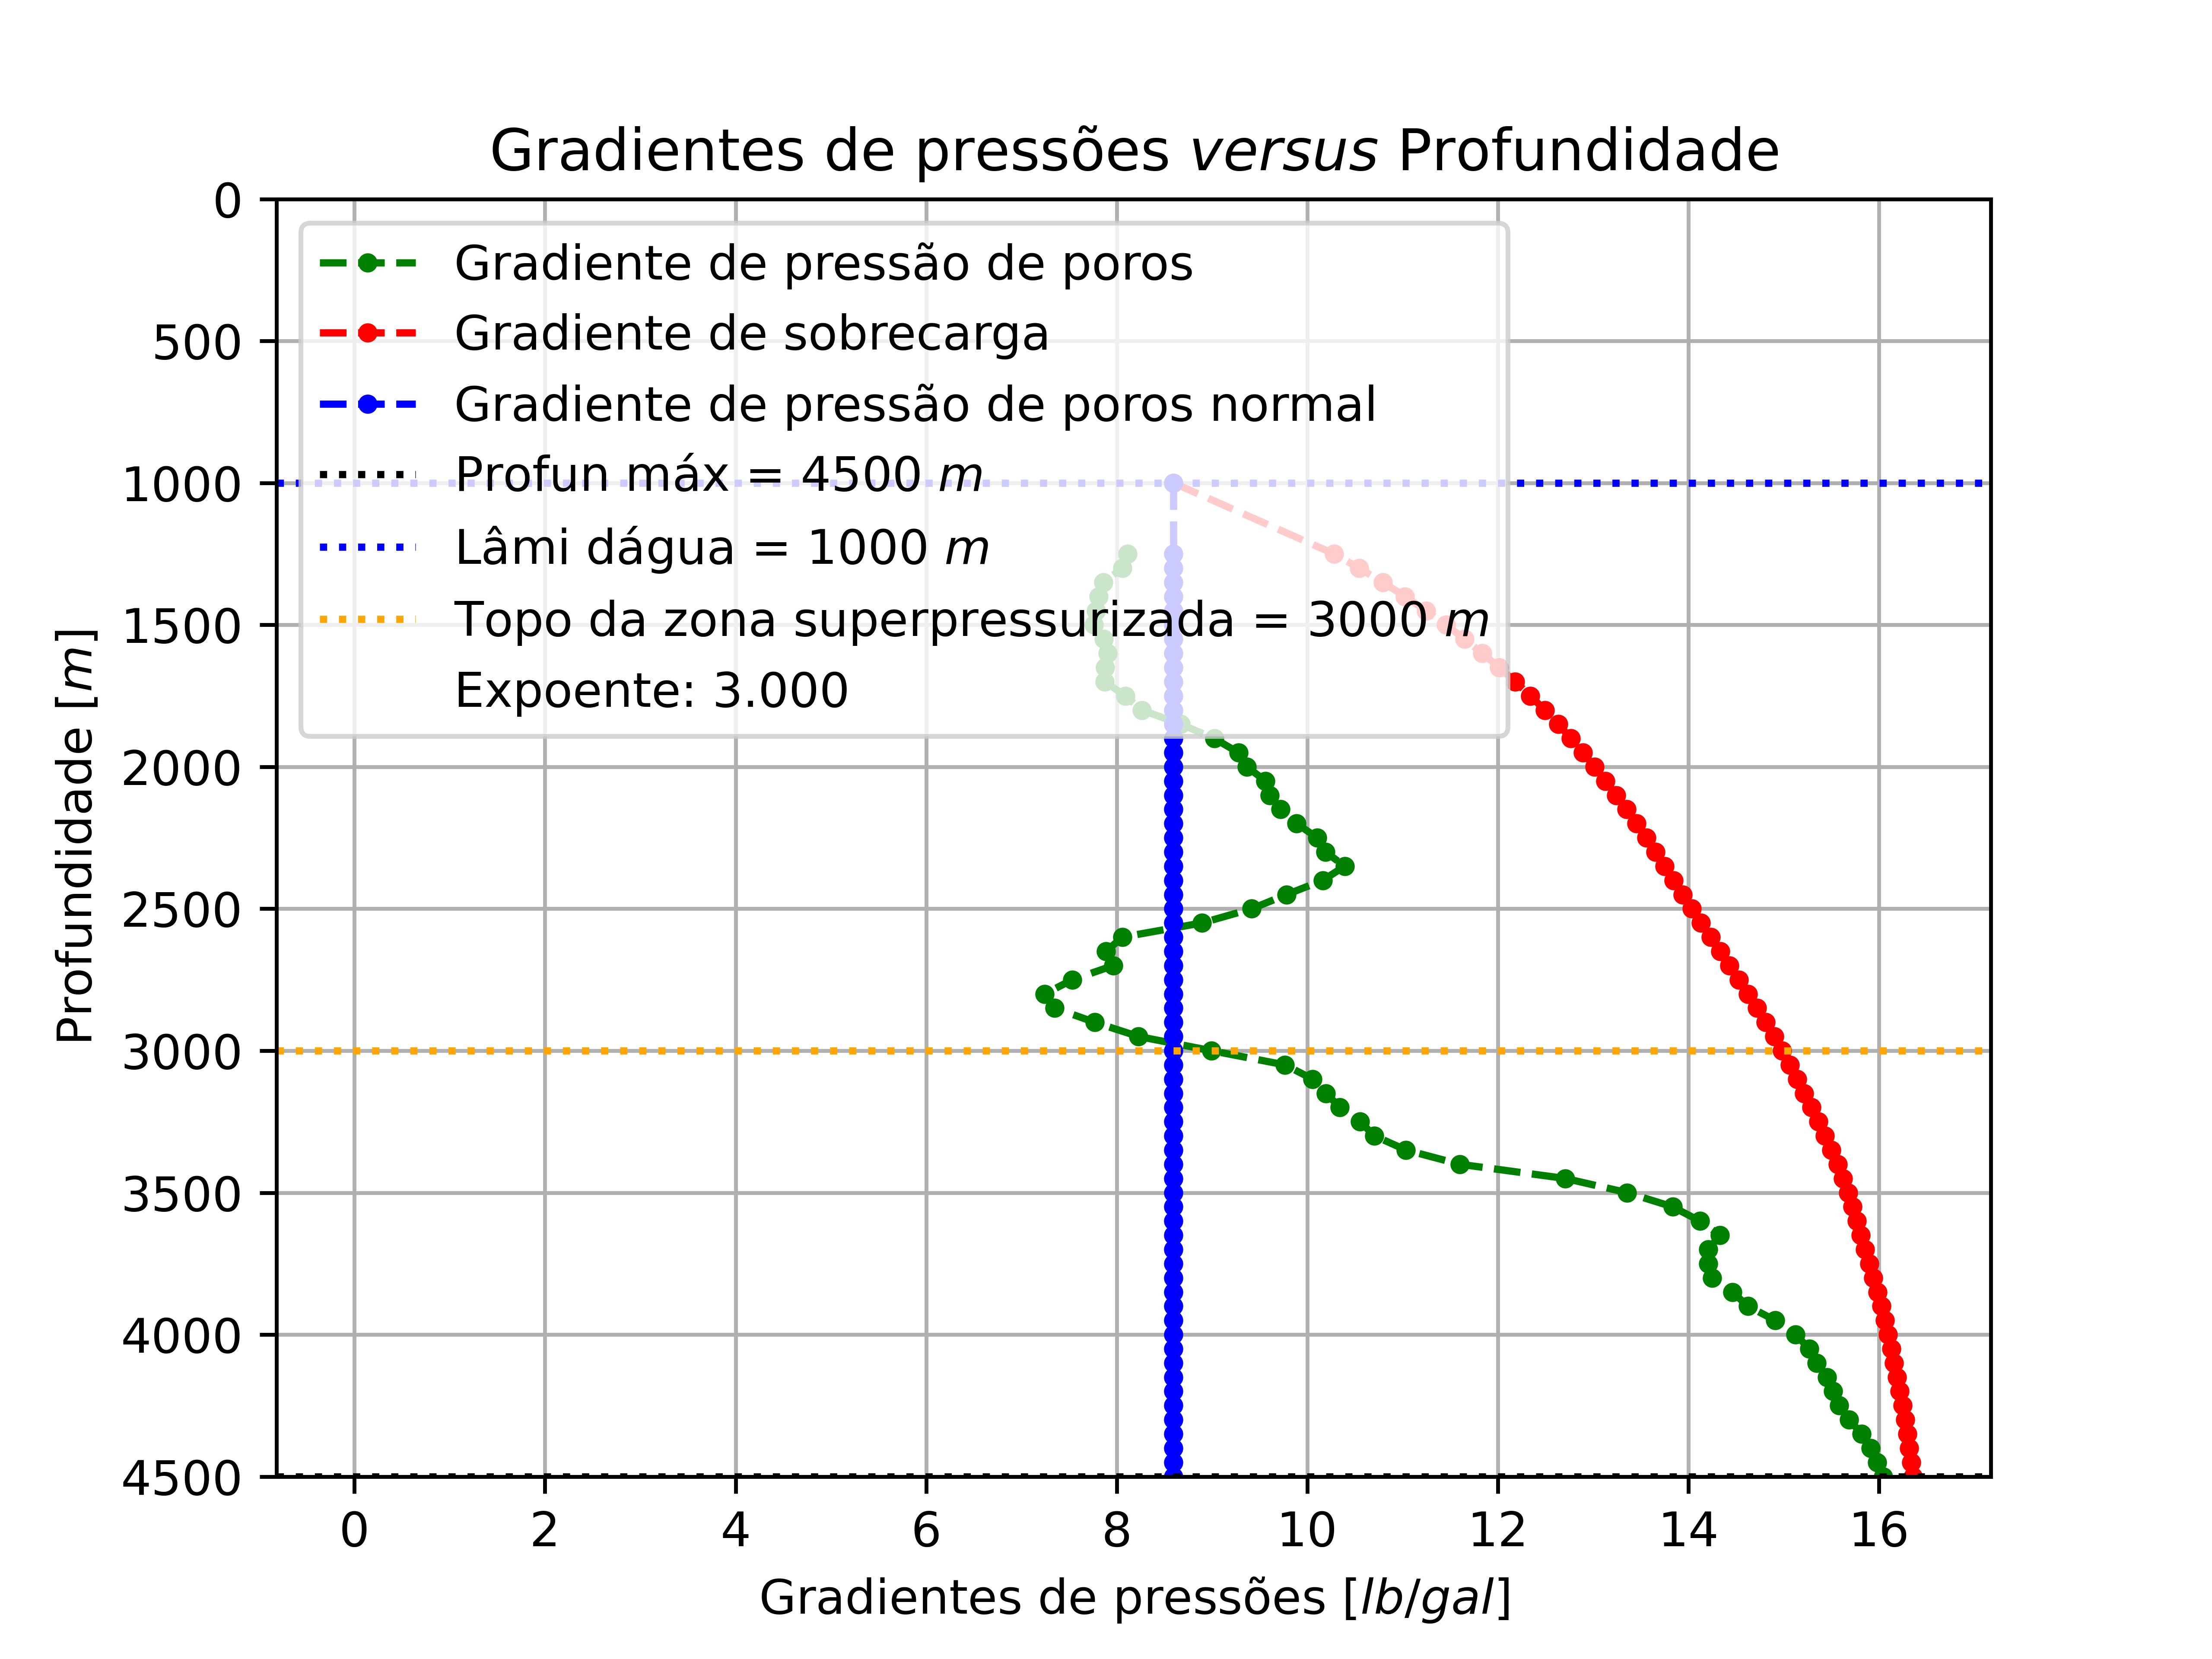 Gradientes de pressões versus Profundidade
Gradiente de pressão de poros
Gradiente de sobrecarga
Gradiente de pressão de poros normal
Profun máx = 4500 m
Lâmi dágua = 1000 m
Topo da zona superpressurizada = 3000 m
Expoente: 3.000
Profundidade [m]
0
500
1000
1500
2000
2500
3000
3500
4000
4500
0 2 4 6 8 10 12 14 16
Gradientes de pressões [lb/gal]